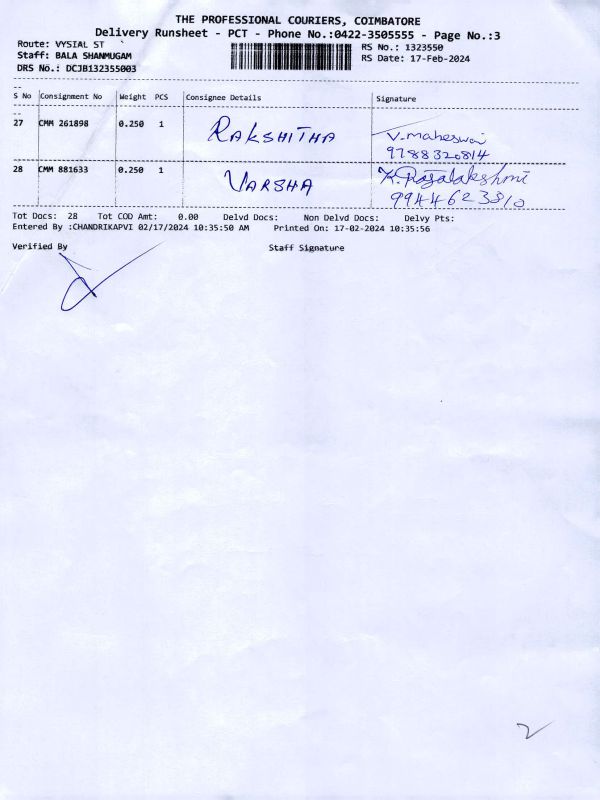 THE PROFESSIONAL COURIERS, COIMBATORE
Delivery Runsheet - PCT - Phone No.:0422-3505555 - Page No.:3
Route: VYSIAL ST
RS No.: 1323550
Staff: BALA SHANMUGAM
RS Date: 17-Feb-2024
DRS No.: DCJB132355003
S No Consignment No Weight PCS Consignee Details Signature
27 CMM 261898 0.250 1 RAKSHITHA V. Maheswari
9788320814
28 CMM 881633 0.250 1 VARSHA K. Rajalakshmi
9944623810
Tot Docs: 28 Tot COD Amt: 0.00 Delvd Docs: Non Delvd Docs: Delvy Pts:
Entered By :CHANDRIKAPVI 02/17/2024 10:35:50 AM Printed On: 17-02-2024 10:35:56
Verified By Staff Signature
2